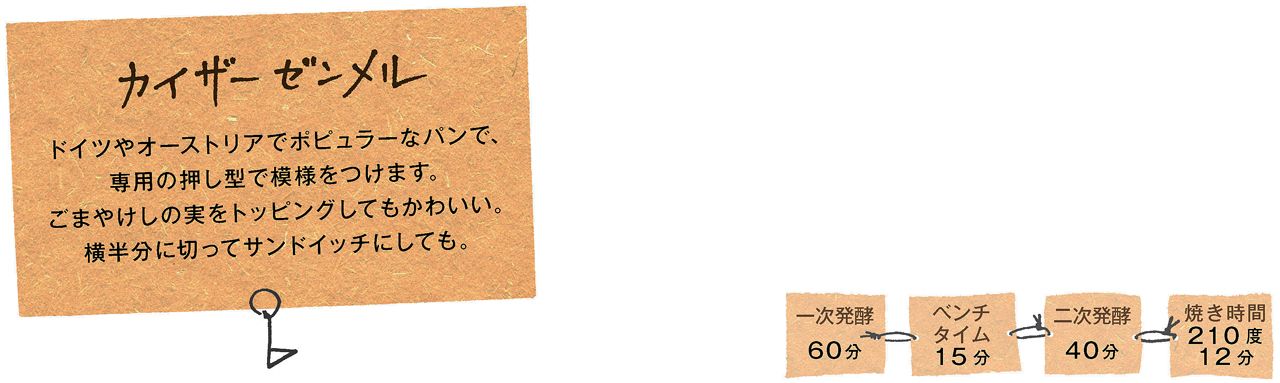 カイザーゼンメル
ドイツやオーストリアでポピュラーなパンで、
専用の押し型で模様をつけます。
ごまやけしの実をトッピングしてもかわいい。
横半分に切ってサンドイッチにしても。
一次発酵
60分
ベンチ
タイム
15分
二次発酵
40分
焼き時間
210度
12分